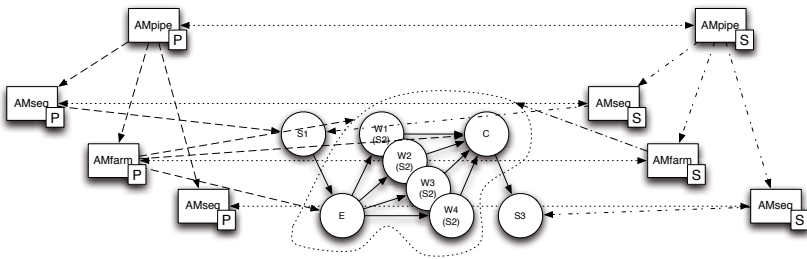 AMpipe
P
AMpipe
S
AMseq
P
AMseq
S
S1
W1
(S2)
C
W2
(S2)
AMfarm
P
AMfarm
S
W3
(S2)
AMseq
P
E
W4
(S2)
S3
AMseq
S